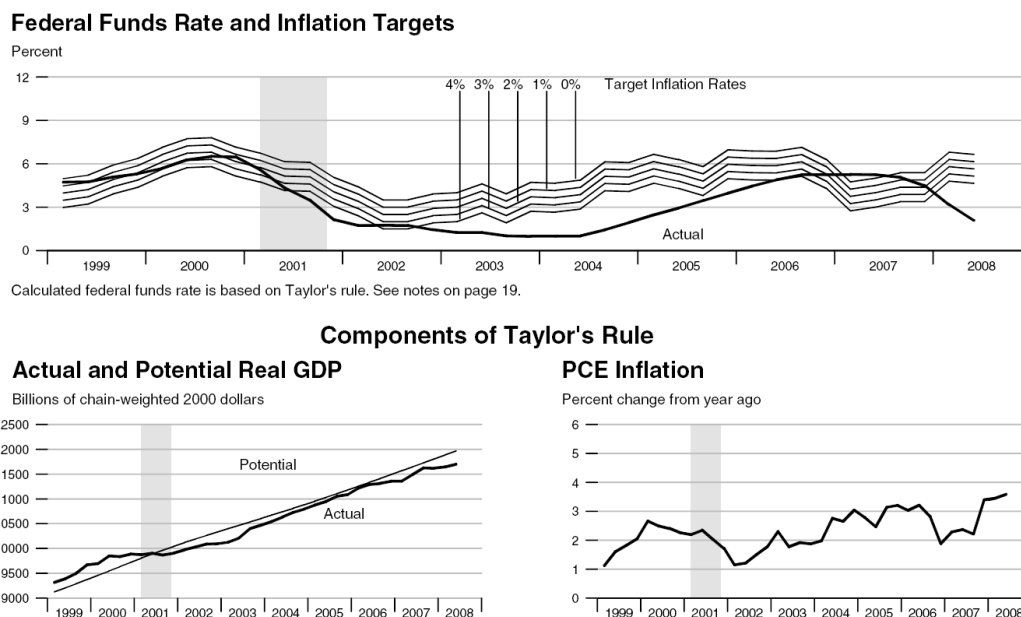 Federal Funds Rate and Inflation Targets
Percent
12
4% 3% 2% 1% 0% Target Inflation Rates
9
6
3
Actual
0
1999 2000 2001 2002 2003 2004 2005 2006 2007 2008
Calculated federal funds rate is based on Taylor's rule. See notes on page 19.
Components of Taylor's Rule
Actual and Potential Real GDP
Billions of chain-weighted 2000 dollars
2500
2000
1500
1000
0500
0000
9500
9000
Potential
Actual
1999 2000 2001 2002 2003 2004 2005 2006 2007 2008
PCE Inflation
Percent change from year ago
6
5
4
3
2
1
0
1999 2000 2001 2002 2003 2004 2005 2006 2007 2008